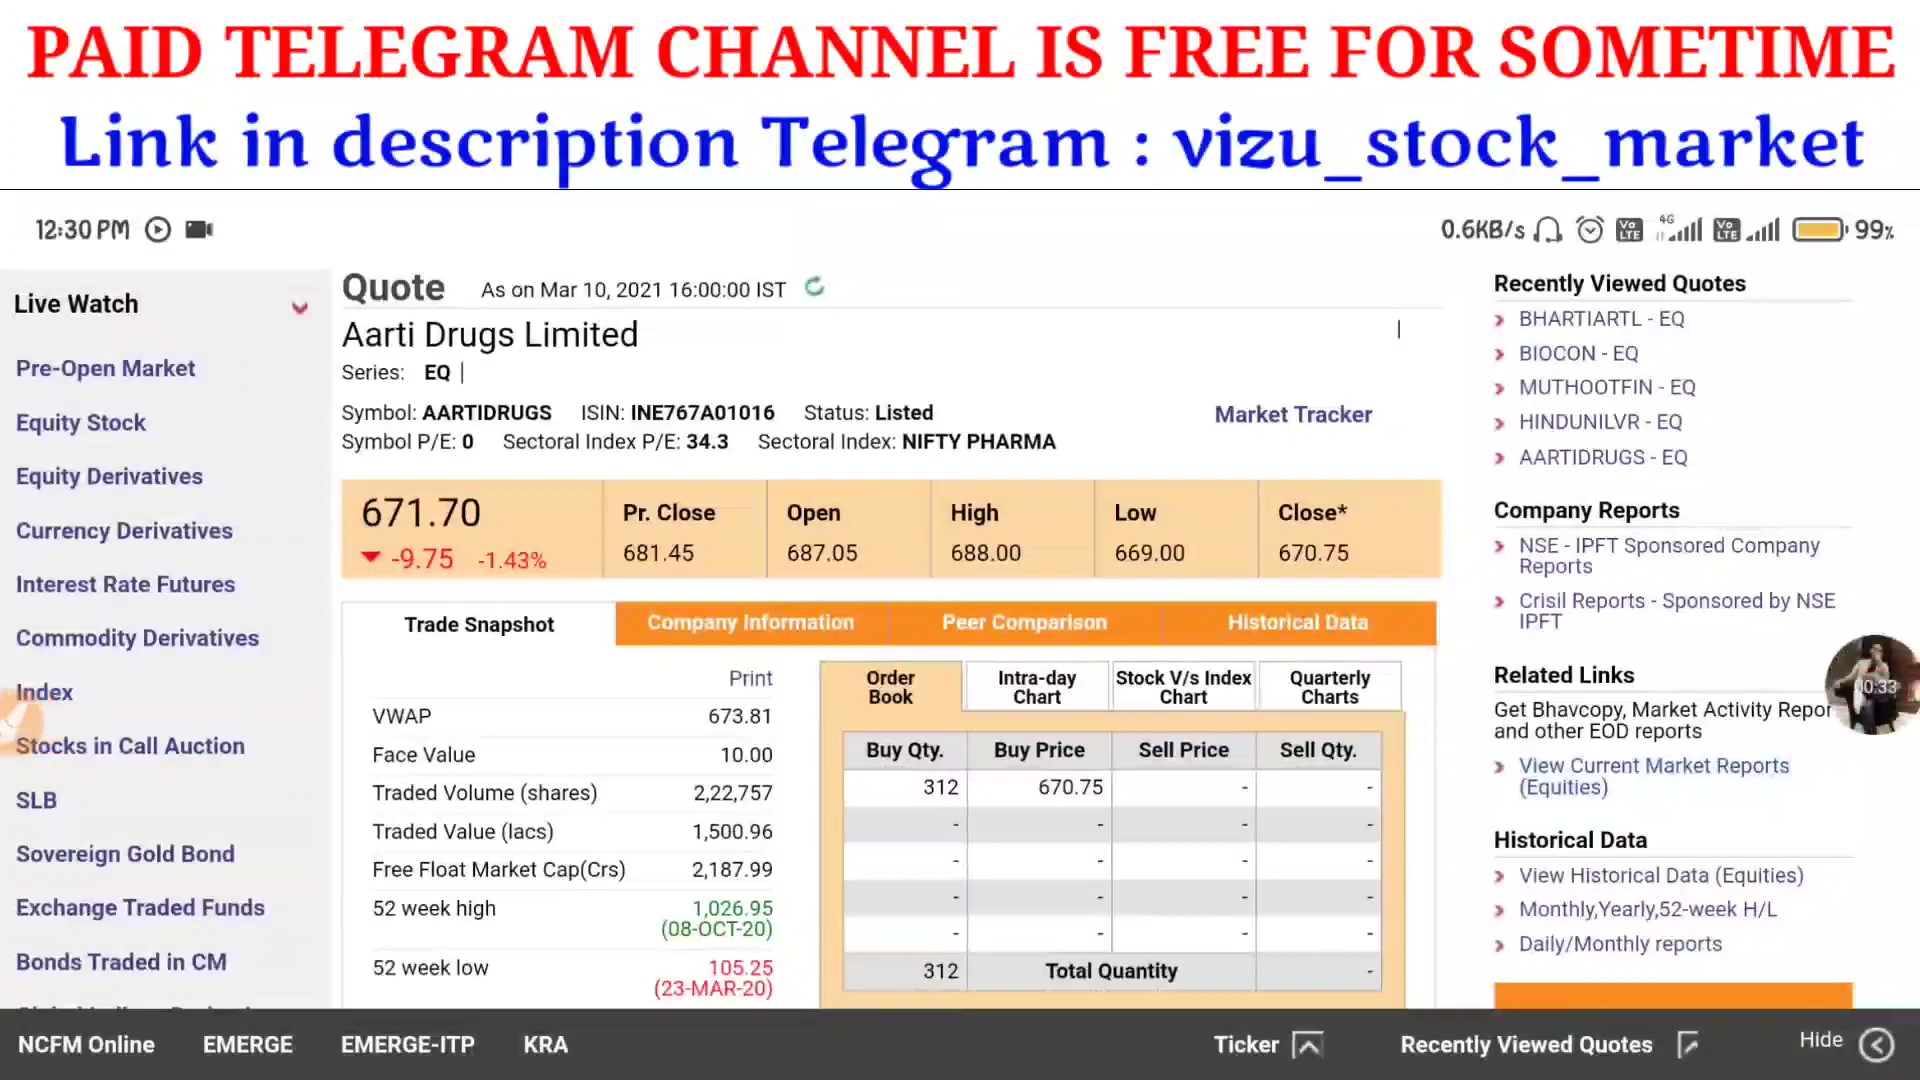 PAID TELEGRAM CHANNEL IS FREE FOR SOMETIME
Link in description Telegram : vizu_stock_market
12:30 PM
0.6KB/s
Vo LTE
4G
Vo LTE
99%
Live Watch
Pre-Open Market
Equity Stock
Equity Derivatives
Currency Derivatives
Interest Rate Futures
Commodity Derivatives
Index
Stocks in Call Auction
SLB
Sovereign Gold Bond
Exchange Traded Funds
Bonds Traded in CM
Quote As on Mar 10, 2021 16:00:00 IST
Aarti Drugs Limited |
Series: EQ |
Symbol: AARTIDRUGS ISIN: INE767A01016 Status: Listed
Market Tracker
Symbol P/E: 0 Sectoral Index P/E: 34.3 Sectoral Index: NIFTY PHARMA
671.70 Pr. Close Open High Low Close*
-9.75 -1.43% 681.45 687.05 688.00 669.00 670.75
Trade Snapshot Company Information Peer Comparison Historical Data
Print
VWAP 673.81
Face Value 10.00
Traded Volume (shares) 2,22,757
Traded Value (lacs) 1,500.96
Free Float Market Cap(Crs) 2,187.99
52 week high 1,026.95
(08-OCT-20)
52 week low 105.25
(23-MAR-20)
Order Book
Intra-day Chart
Stock V/s Index Chart
Quarterly Charts
Buy Qty. Buy Price Sell Price Sell Qty.
312 670.75 - -
- - - -
- - - -
- - - -
- - - -
312 Total Quantity -
Recently Viewed Quotes
BHARTIARTL - EQ
BIOCON - EQ
MUTHOOTFIN - EQ
HINDUNILVR - EQ
AARTIDRUGS - EQ
Company Reports
NSE - IPFT Sponsored Company
Reports
Crisil Reports - Sponsored by NSE
IPFT
Related Links
00:33
Get Bhavcopy, Market Activity Repor
and other EOD reports
View Current Market Reports
(Equities)
Historical Data
View Historical Data (Equities)
Monthly,Yearly,52-week H/L
Daily/Monthly reports
NCFM Online EMERGE EMERGE-ITP KRA Ticker Recently Viewed Quotes Hide